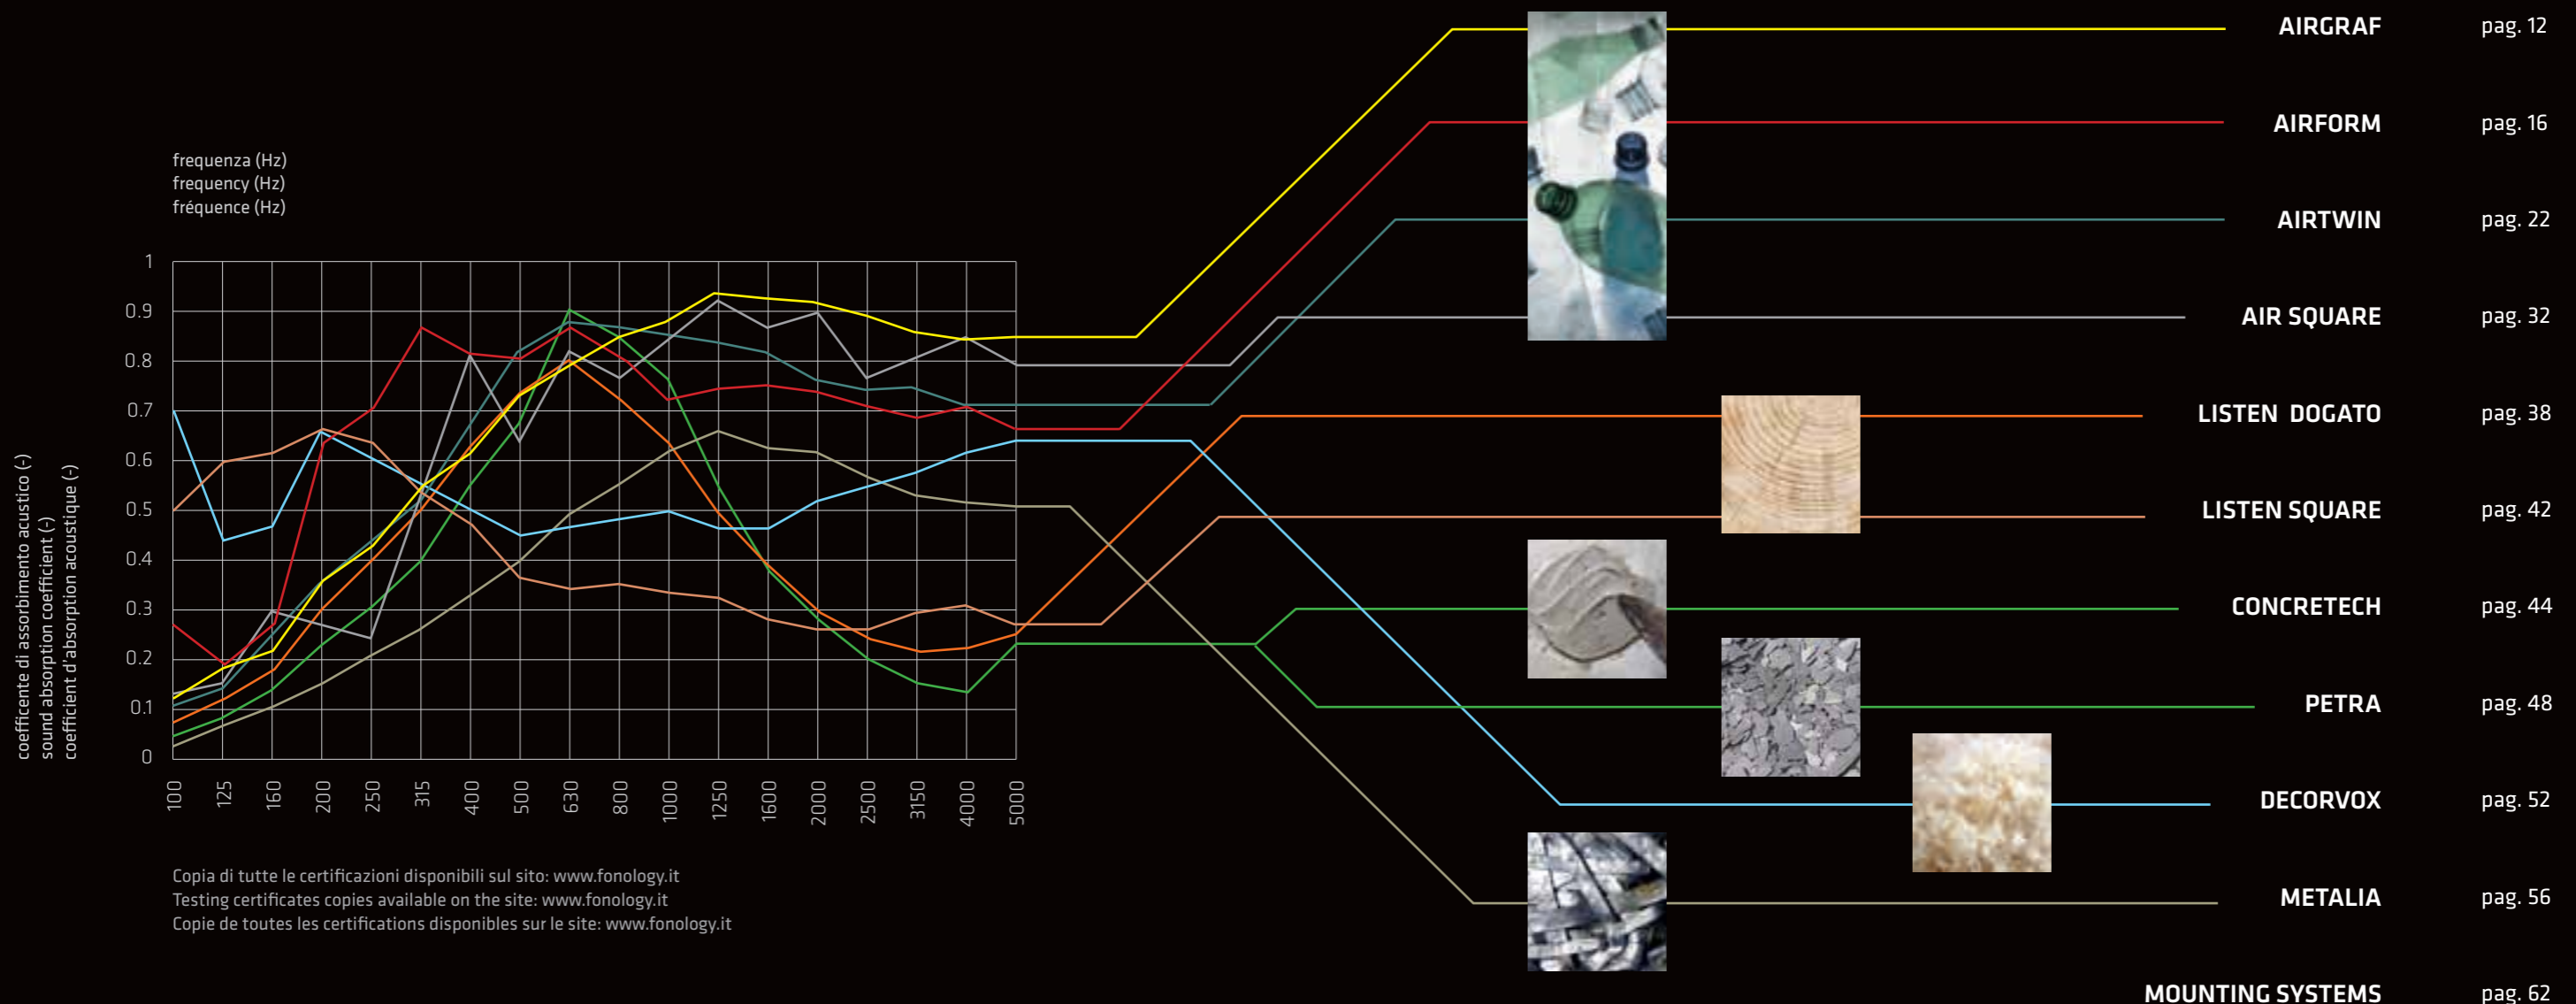 frequenza (Hz)
frequency (Hz)
fréquence (Hz)
coefficente di assorbimento acustico (-)
sound absorption coefficient (-)
coefficient d'absorption acoustique (-)
1
0.9
0.8
0.7
0.6
0.5
0.4
0.3
0.2
0.1
0
100
125
160
200
250
315
400
500
630
800
1000
1250
1600
2000
2500
3150
4000
5000
Copia di tutte le certificazioni disponibili sul sito: www.fonology.it
Testing certificates copies available on the site: www.fonology.it
Copie de toutes les certifications disponibles sur le site: www.fonology.it
AIRGRAF pag. 12
AIRFORM pag. 16
AIRTWIN pag. 22
AIR SQUARE pag. 32
LISTEN DOGATO pag. 38
LISTEN SQUARE pag. 42
CONCRETECH pag. 44
PETRA pag. 48
DECORVOX pag. 52
METALIA pag. 56
MOUNTING SYSTEMS pag. 62